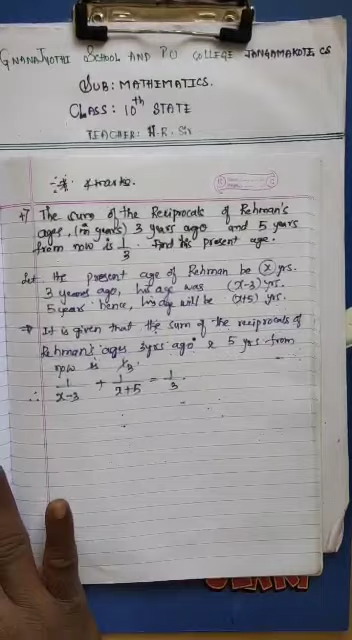 GNANAJYOTHI SCHOOL AND PU COLLEGE JANGAMAKOTE CS
SUB: MATHEMATICS.
CLASS: 10th STATE
TEACHER: H.R. Sir
4 marks.
The sum of the Reciprocals of Rehman's
ages, (in years) 3 years ago and 5 years
from now is 1/3. Find his present age.
Let the present age of Rehman be (x) yrs.
3 years ago, his age was (x-3) yrs.
5 years hence, his age will be (x+5) yrs.
⇒ It is given that the sum of the reciprocals of
Rehman's ages 3yrs ago & 5 yrs from
now is 1/3.
∴ 1/(x-3) + 1/(x+5) = 1/3.